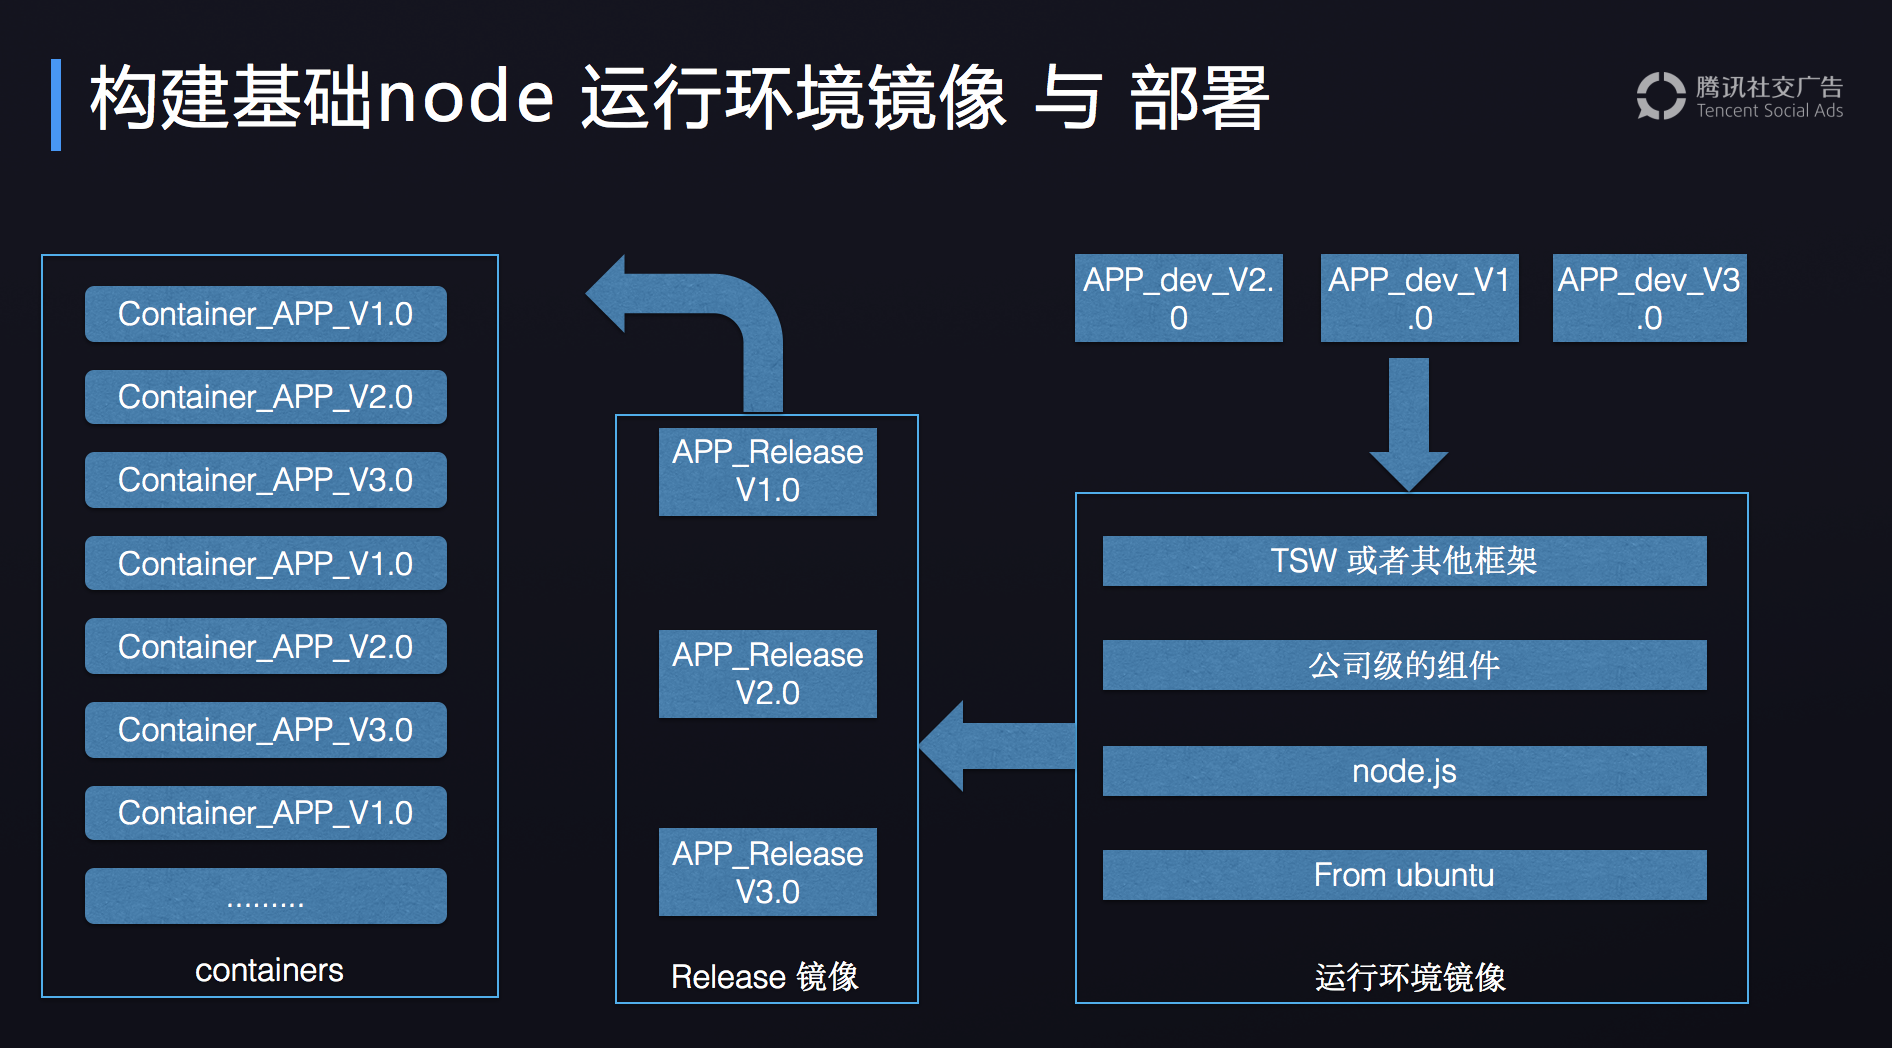 构建基础node 运行环境镜像 与 部署
腾讯社交广告
Tencent Social Ads
Container_APP_V1.0
Container_APP_V2.0
Container_APP_V3.0
Container_APP_V1.0
Container_APP_V2.0
Container_APP_V3.0
Container_APP_V1.0
.........
containers
APP_Release
V1.0
APP_Release
V2.0
APP_Release
V3.0
Release 镜像
APP_dev_V2.
0
APP_dev_V1
.0
APP_dev_V3
.0
TSW 或者其他框架
公司级的组件
node.js
From ubuntu
运行环境镜像